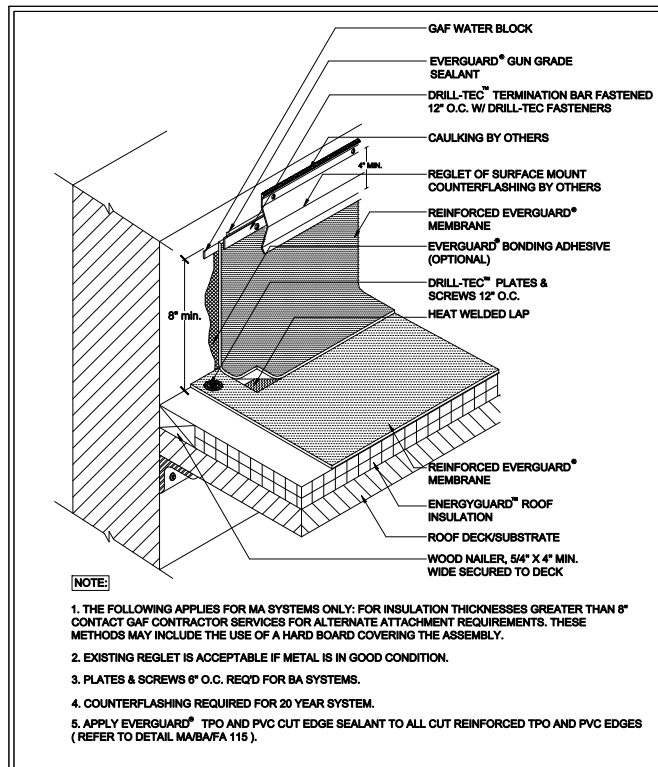 GAF WATER BLOCK
EVERGUARD® GUN GRADE
SEALANT
DRILL-TEC™ TERMINATION BAR FASTENED
12" O.C. W/ DRILL-TEC FASTENERS
CAULKING BY OTHERS
4" MIN.
REGLET OF SURFACE MOUNT
COUNTERFLASHING BY OTHERS
REINFORCED EVERGUARD®
MEMBRANE
EVERGUARD® BONDING ADHESIVE
(OPTIONAL)
DRILL-TEC™ PLATES &
SCREWS 12" O.C.
HEAT WELDED LAP
8" min.
REINFORCED EVERGUARD®
MEMBRANE
ENERGYGUARD™ ROOF
INSULATION
ROOF DECK/SUBSTRATE
WOOD NAILER, 5/4" X 4" MIN.
WIDE SECURED TO DECK
NOTE:
1. THE FOLLOWING APPLIES FOR MA SYSTEMS ONLY: FOR INSULATION THICKNESSES GREATER THAN 8"
CONTACT GAF CONTRACTOR SERVICES FOR ALTERNATE ATTACHMENT REQUIREMENTS. THESE
METHODS MAY INCLUDE THE USE OF A HARD BOARD COVERING THE ASSEMBLY.
2. EXISTING REGLET IS ACCEPTABLE IF METAL IS IN GOOD CONDITION.
3. PLATES & SCREWS 6" O.C. REQ'D FOR BA SYSTEMS.
4. COUNTERFLASHING REQUIRED FOR 20 YEAR SYSTEM.
5. APPLY EVERGUARD® TPO AND PVC CUT EDGE SEALANT TO ALL CUT REINFORCED TPO AND PVC EDGES
( REFER TO DETAIL MA/BA/FA 115 ).